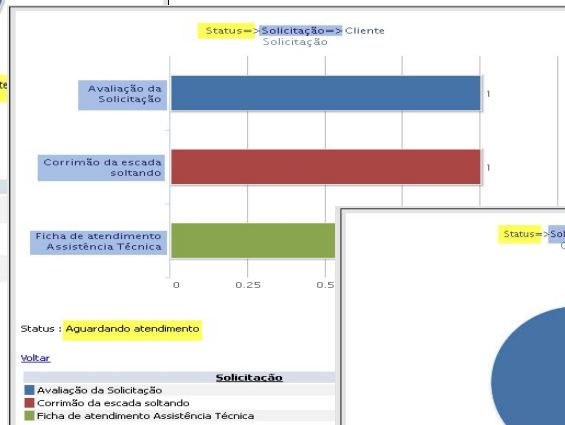 Status=>Solicitação=> Cliente
Solicitação
Avaliação da
Solicitação
1
Corrimão da escada
soltando
1
Ficha de atendimento
Assistência Técnica
0
0.25
0.5
Status : Aguardando atendimento
Voltar
Solicitação
Avaliação da Solicitação
Corrimão da escada soltando
Ficha de atendimento Assistência Técnica
Status=>Sol